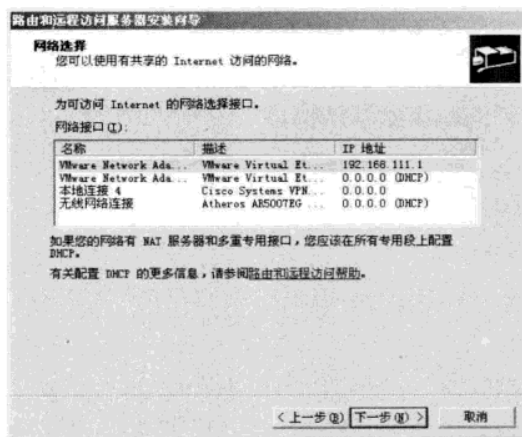 路由和远程访问服务器安装向导
网络选择
您可以使用有共享的 Internet 访问的网络。
为可访问 Internet 的网络选择接口。
网络接口(I):
名称 描述 IP 地址
VMware Network Ada... VMware Virtual Et... 192.168.111.1
VMware Network Ada... VMware Virtual Et... 0.0.0.0 (DHCP)
本地连接 4 Cisco Systems VPN... 0.0.0.0
无线网络连接 Atheros AR5007EG ... 0.0.0.0 (DHCP)
如果您的网络有 NAT 服务器和多重专用接口，您应该在所有专用段上配置
DHCP。
有关配置 DHCP 的更多信息，请参阅路由和远程访问帮助。
< 上一步(B) 下一步(N) > 取消